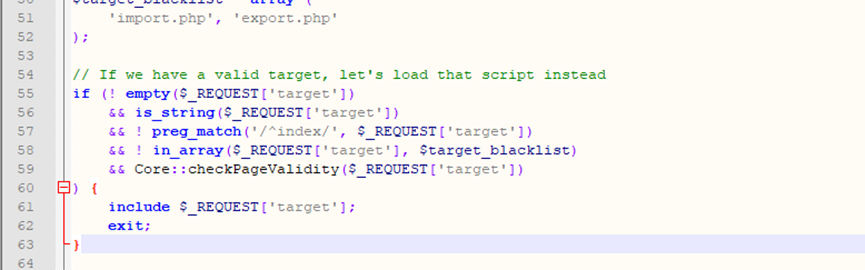 50 $target_blacklist = array (
51 'import.php', 'export.php'
52 );
53
54 // If we have a valid target, let's load that script instead
55 if (! empty($_REQUEST['target'])
56 && is_string($_REQUEST['target'])
57 && ! preg_match('/^index/', $_REQUEST['target'])
58 && ! in_array($_REQUEST['target'], $target_blacklist)
59 && Core::checkPageValidity($_REQUEST['target'])
60 ) {
61 include $_REQUEST['target'];
62 exit;
63 }
64